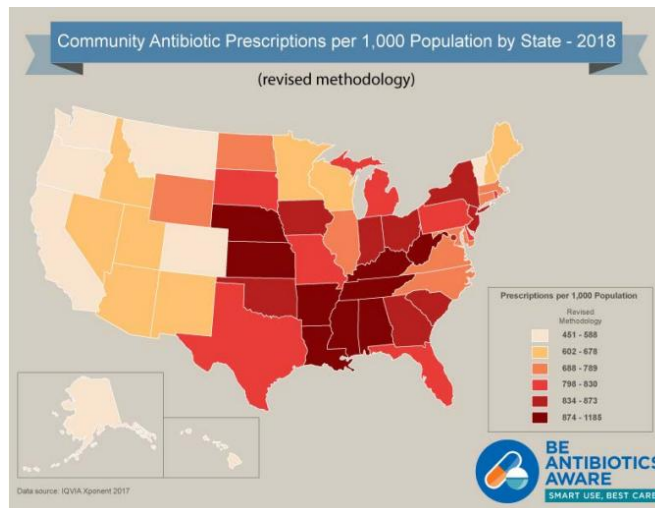 Community Antibiotic Prescriptions per 1,000 Population by State - 2018
(revised methodology)
Prescriptions per 1,000 Population
Revised
Methodology
451 - 588
602 - 678
688 - 789
798 - 830
834 - 873
874 - 1185
Data source: IQVIA Xponent 2017
BE
ANTIBIOTICS
AWARE
SMART USE, BEST CARE